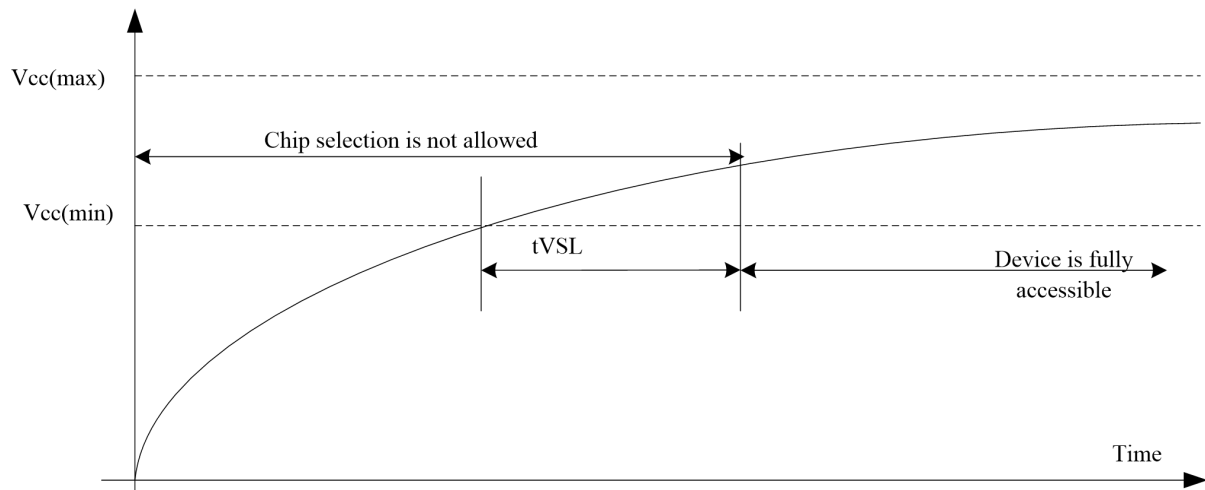 Vcc(max)
Chip selection is not allowed
Vcc(min)
tVSL
Device is fully
accessible
Time